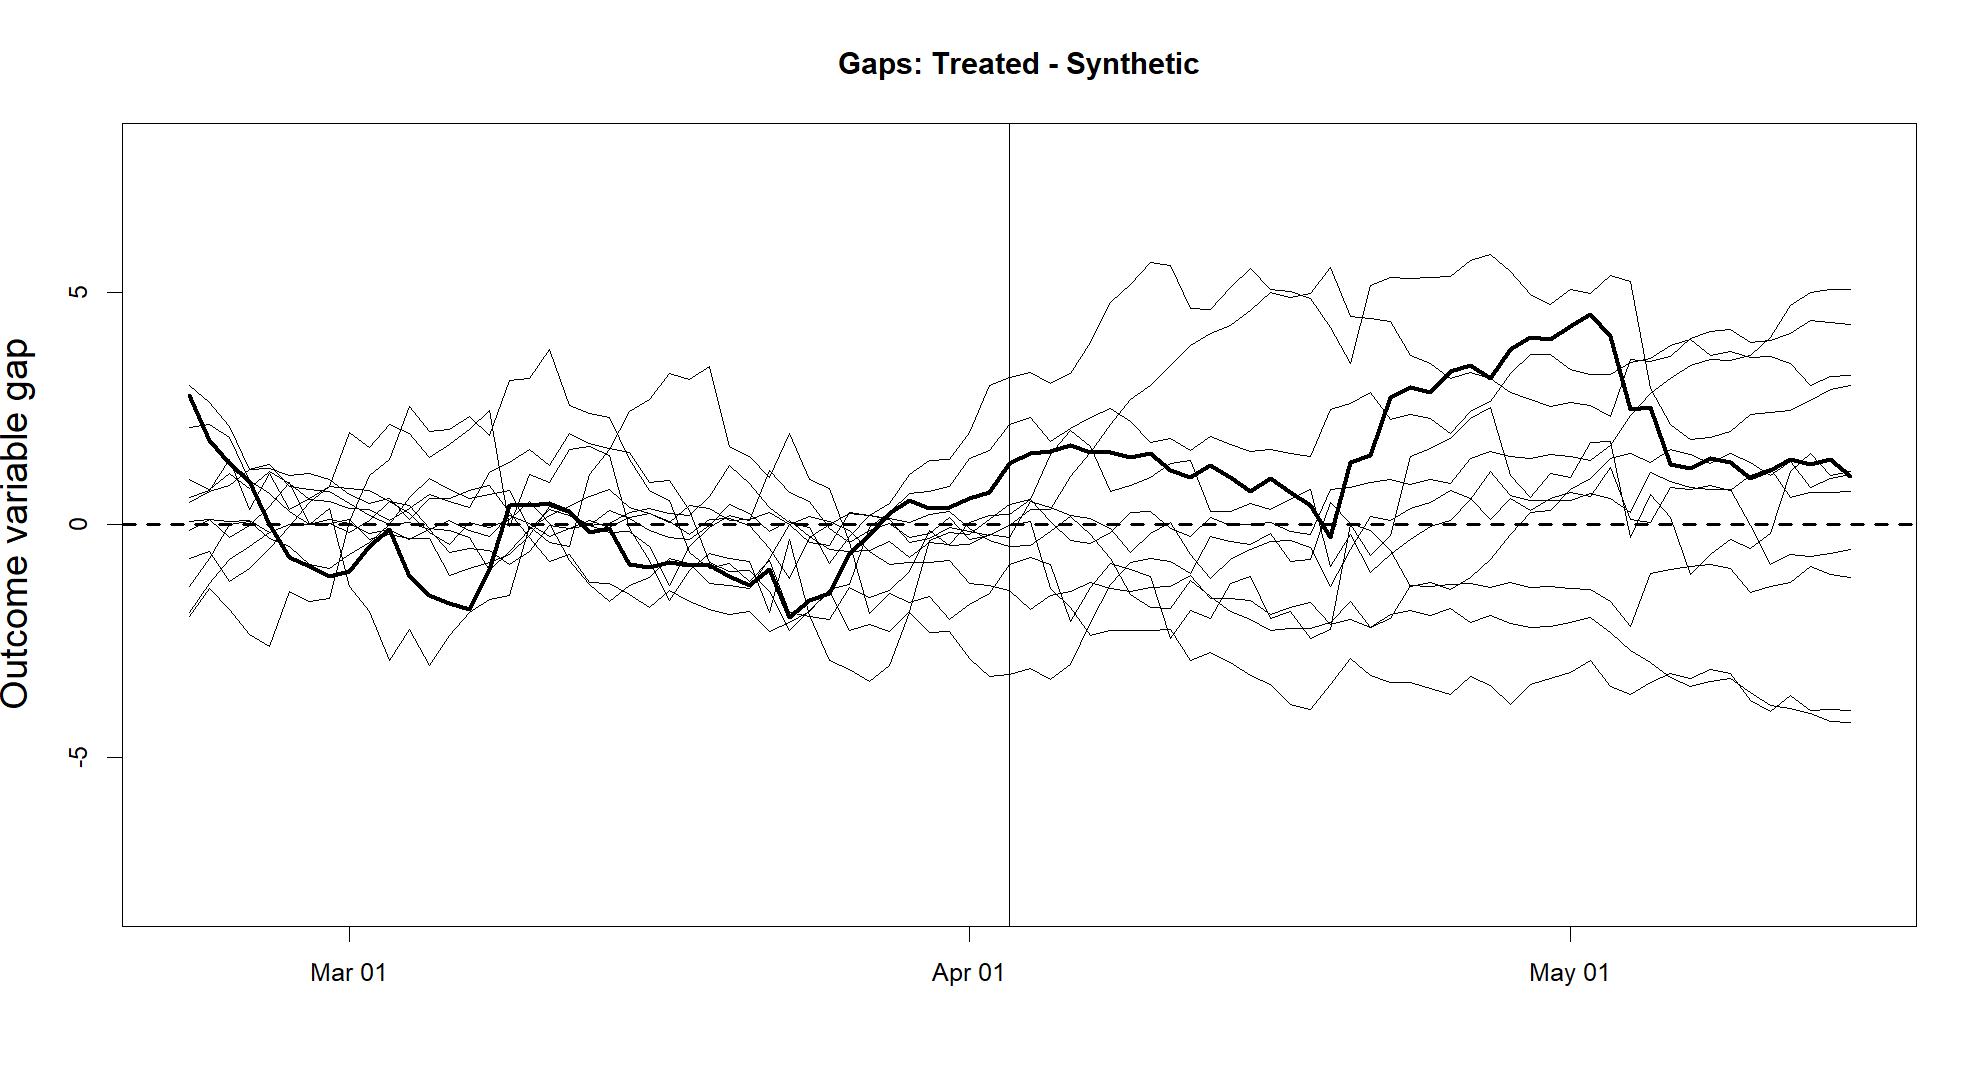 Gaps: Treated - Synthetic
Outcome variable gap
5
0
-5
Mar 01
Apr 01
May 01